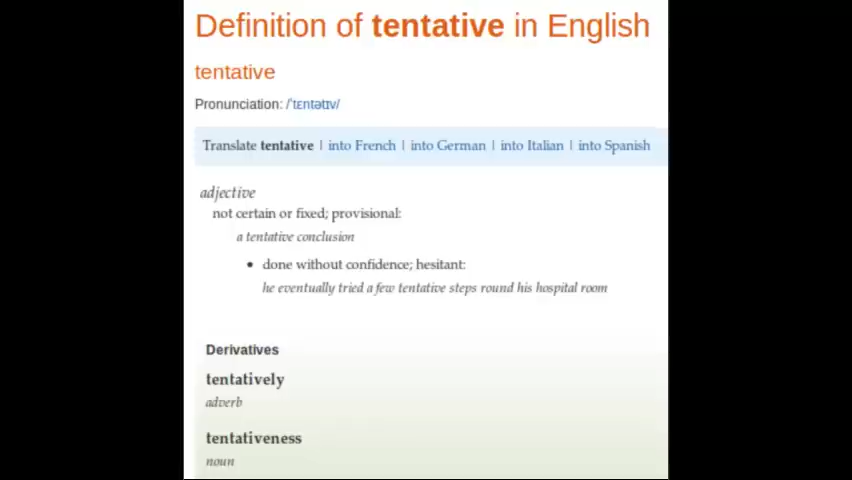 Definition of tentative in English
tentative
Pronunciation: /ˈtɛntətɪv/
Translate tentative | into French | into German | into Italian | into Spanish
adjective
not certain or fixed; provisional:
a tentative conclusion
• done without confidence; hesitant:
he eventually tried a few tentative steps round his hospital room
Derivatives
tentatively
adverb
tentativeness
noun